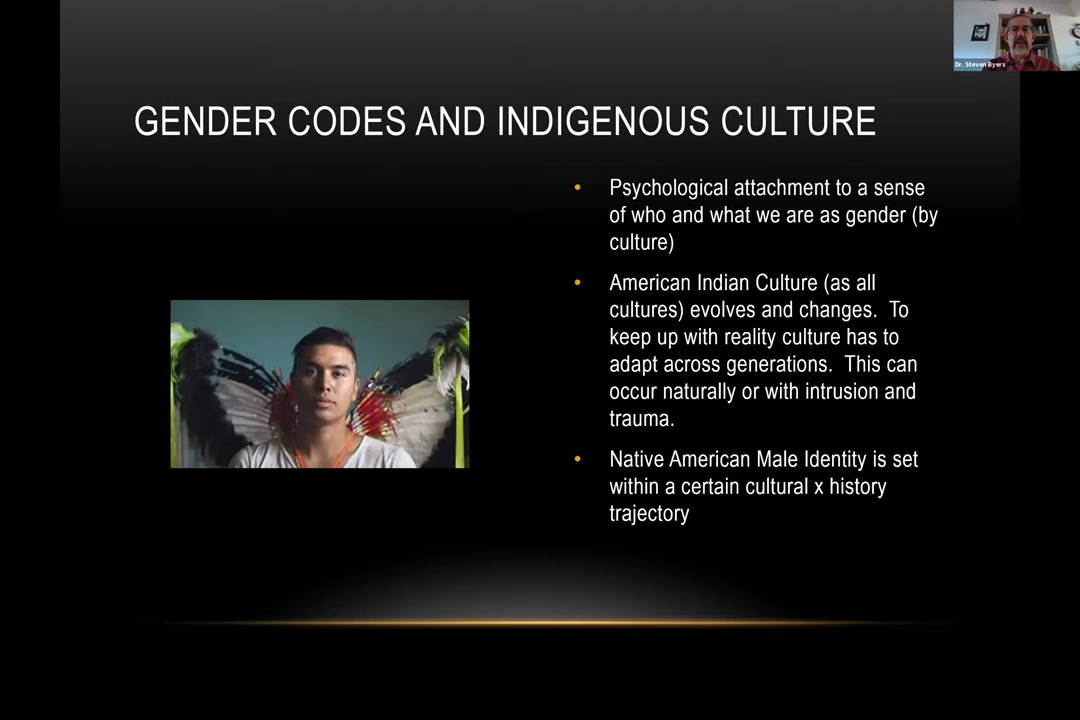 Dr. Steven Byers
GENDER CODES AND INDIGENOUS CULTURE
• Psychological attachment to a sense
of who and what we are as gender (by
culture)
• American Indian Culture (as all
cultures) evolves and changes.  To
keep up with reality culture has to
adapt across generations.  This can
occur naturally or with intrusion and
trauma.
• Native American Male Identity is set
within a certain cultural x history
trajectory